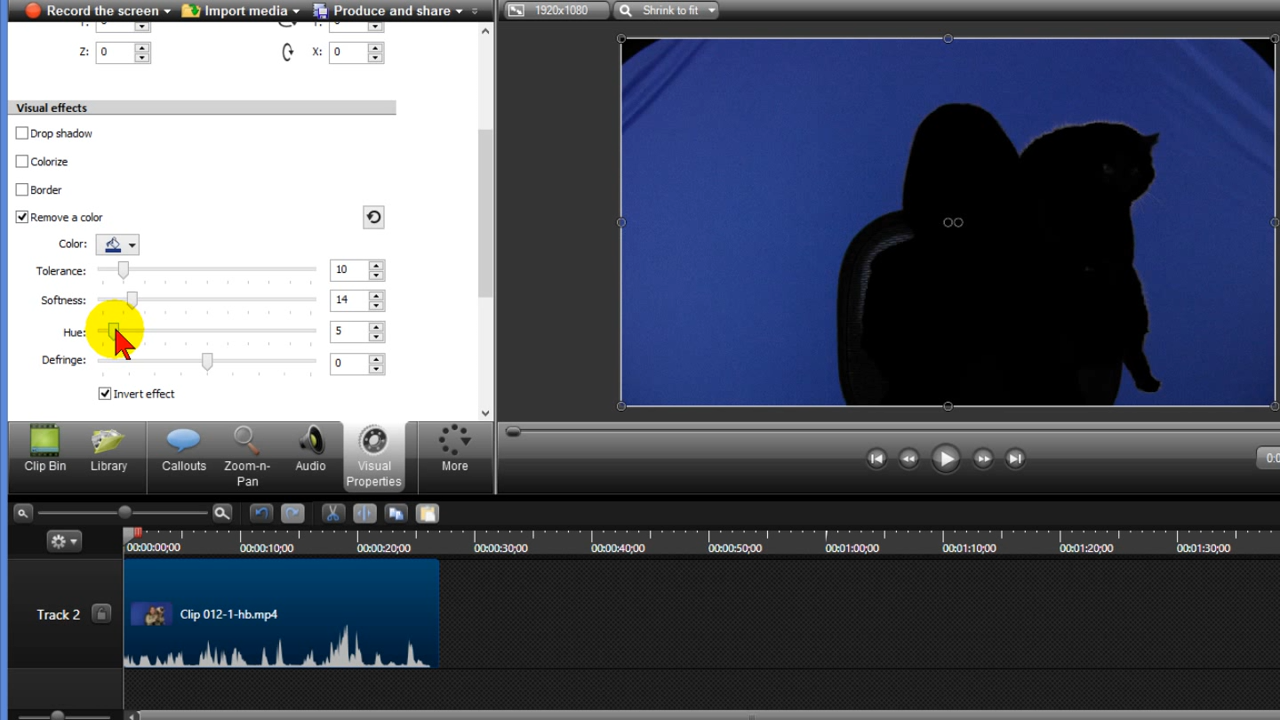 Record the screen Import media Produce and share 1920x1080 Shrink to fit
Z: 0 X: 0
Visual effects
Drop shadow
Colorize
Border
Remove a color
Color:
Tolerance: 10
Softness: 14
Hue: 5
Defringe: 0
Invert effect
Clip Bin Library Callouts Zoom-n-Pan Audio Visual Properties More
00:00:00;00 00:00:10;00 00:00:20;00 00:00:30;00 00:00:40;00 00:00:50;00 00:01:00;00 00:01:10;00 00:01:20;00 00:01:30;00
Track 2 Clip 012-1-hb.mp4